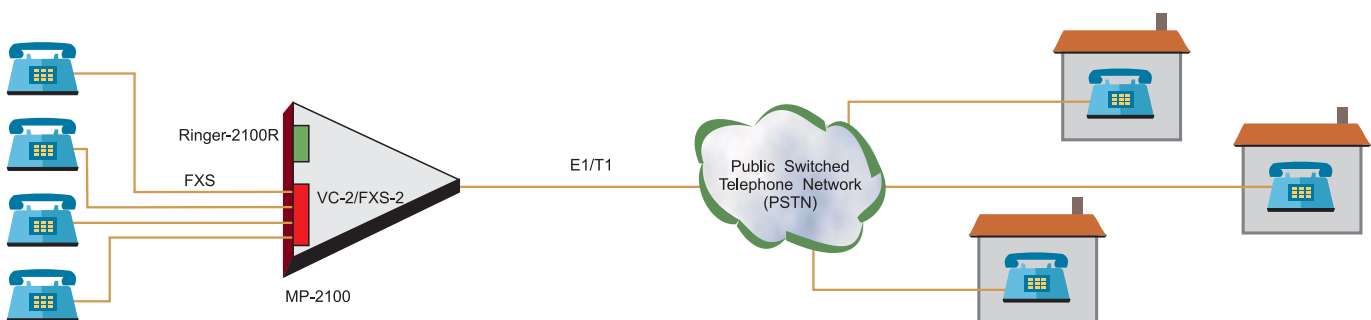 Ringer-2100R
FXS
VC-2/FXS-2
MP-2100
E1/T1
Public Switched
Telephone Network
(PSTN)